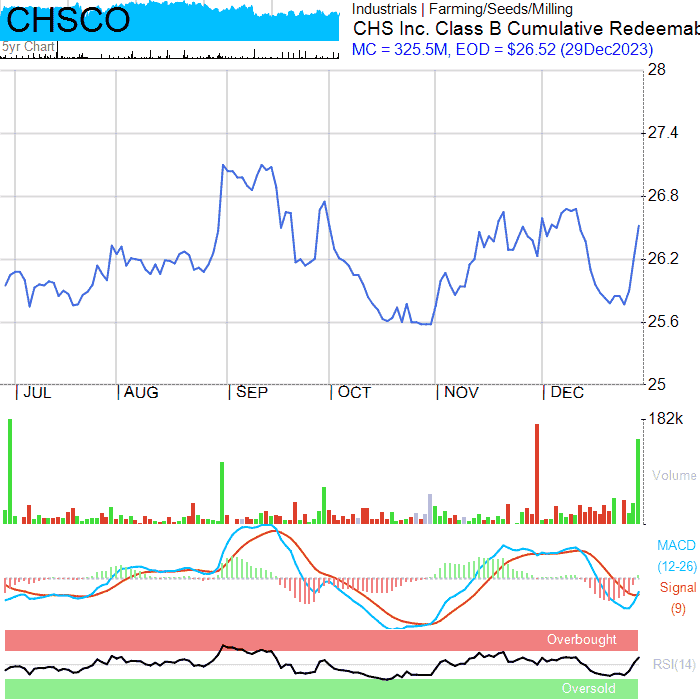 CHSCO
5yr Chart
Industrials | Farming/Seeds/Milling
CHS Inc. Class B Cumulative Redeemab
MC = 325.5M, EOD = $26.52 (29Dec2023)
28
27.4
26.8
26.2
25.6
25
JUL AUG SEP OCT NOV DEC
182k
Volume
MACD
(12-26)
Signal
(9)
Overbought
RSI(14)
Oversold